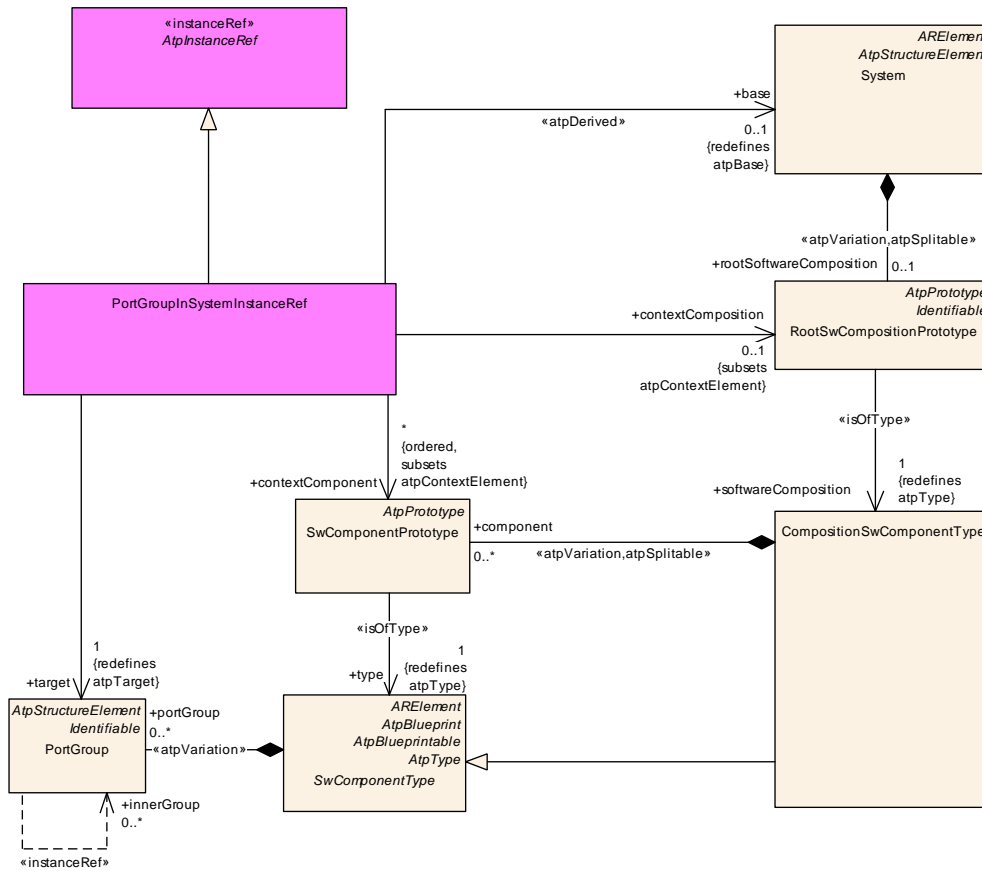 «instanceRef»
AtpInstanceRef
ARElement
AtpStructureElement
System
+base
«atpDerived»
0..1
{redefines
atpBase}
«atpVariation,atpSplitable»
+rootSoftwareComposition
0..1
PortGroupInSystemInstanceRef
AtpPrototype
Identifiable
RootSwCompositionPrototype
+contextComposition
0..1
{subsets
atpContextElement}
«isOfType»
*
{ordered,
subsets
atpContextElement}
+contextComponent
1
{redefines
atpType}
+softwareComposition
AtpPrototype
SwComponentPrototype
+component
0..*
«atpVariation,atpSplitable»
CompositionSwComponentType
«isOfType»
1
{redefines
atpType}
+type
1
{redefines
atpTarget}
+target
AtpStructureElement
Identifiable
PortGroup
+portGroup
0..*
«atpVariation»
ARElement
AtpBlueprint
AtpBlueprintable
AtpType
SwComponentType
+innerGroup
0..*
«instanceRef»